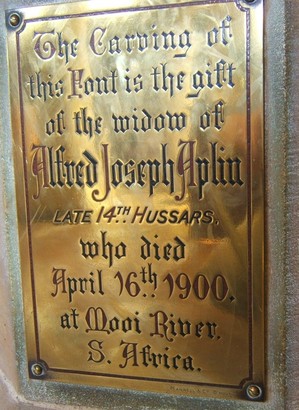 The Carving of
this Font is the gift
of the widow of
Alfred Joseph Aplin
LATE 14TH HUSSARS,
who died
April 16th 1900.
at Mooi River.
S. Africa.